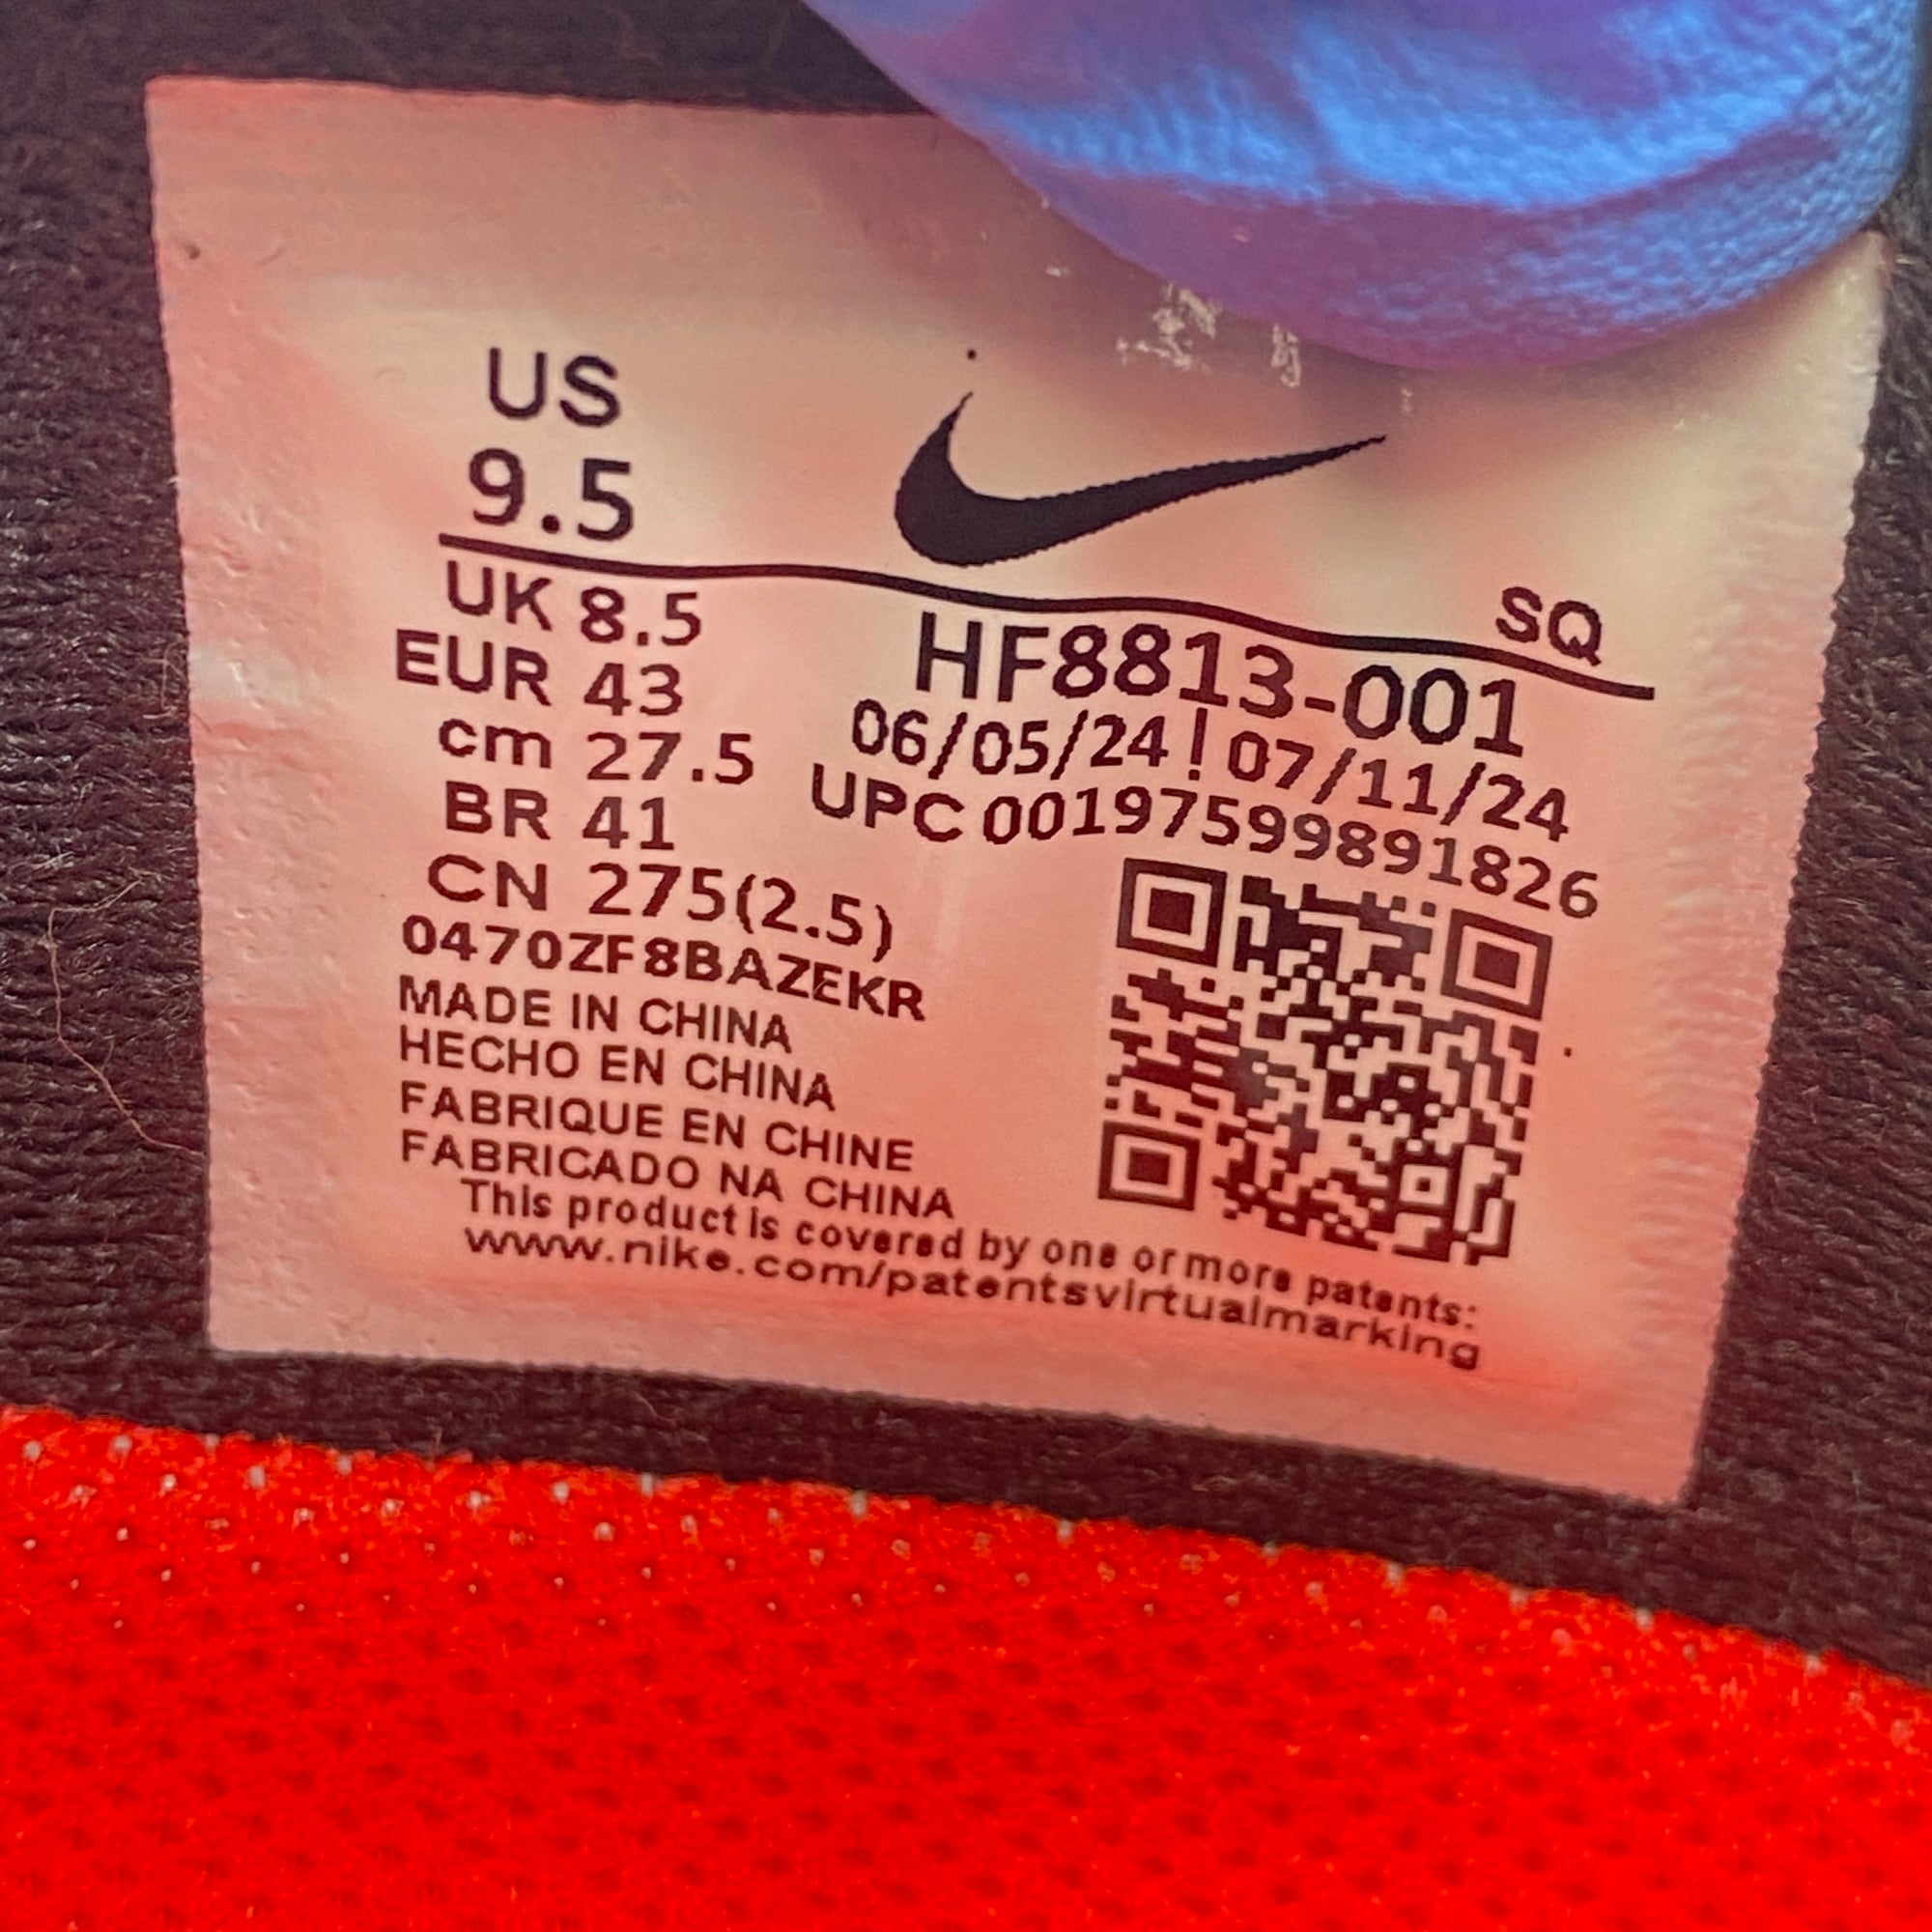 US
9.5
SQ
UK 8.5
EUR 43
cm 27.5
BR 41
CN 275(2.5)
HF8813-001
06/05/24!07/11/24
UPC 00197599891826
0470ZF8BAZEKR
MADE IN CHINA
HECHO EN CHINA
FABRIQUE EN CHINE
FABRICADO NA CHINA
This product is covered by one or more patents:
www.nike.com/patentsvirtualmarking